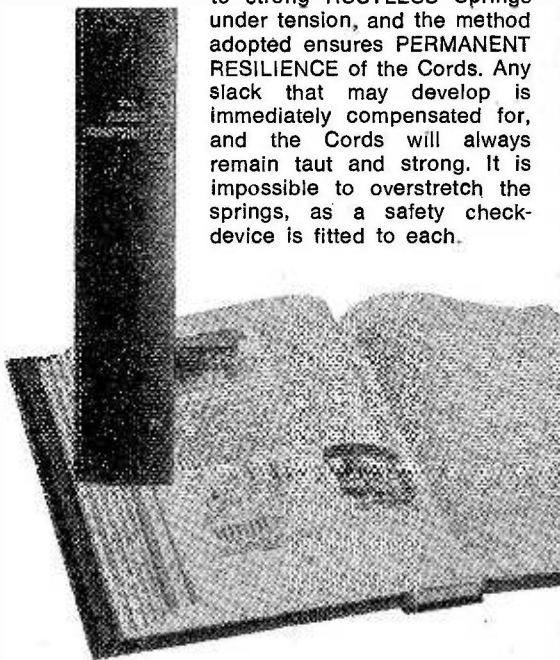 to strong RUSTLESS Springs
under tension, and the method
adopted ensures PERMANENT
RESILIENCE of the Cords. Any
slack that may develop is
immediately compensated for,
and the Cords will always
remain taut and strong. It is
impossible to overstretch the
springs, as a safety check-
device is fitted to each.